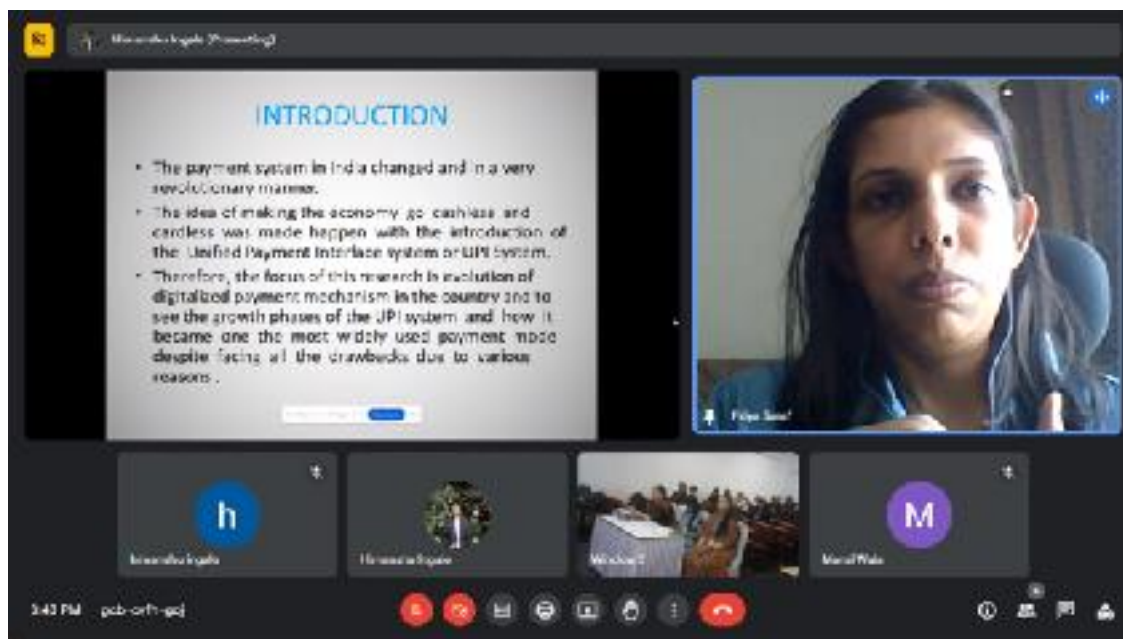 (Presenting)
INTRODUCTION
• The payment system in India changed and in a very
revolutionary manner.
• The idea of making the economy go cashless and
cardless was made happen with the introduction of
the Unified Payment Interface system or UPI System.
• Therefore, the focus of this research is evolution of
digitalized payment mechanism in the country and to
see the growth phases of the UPI system and how it
became one the most widely used payment mode
despite facing all the drawbacks due to various
reasons .
h
M
3:43 PM